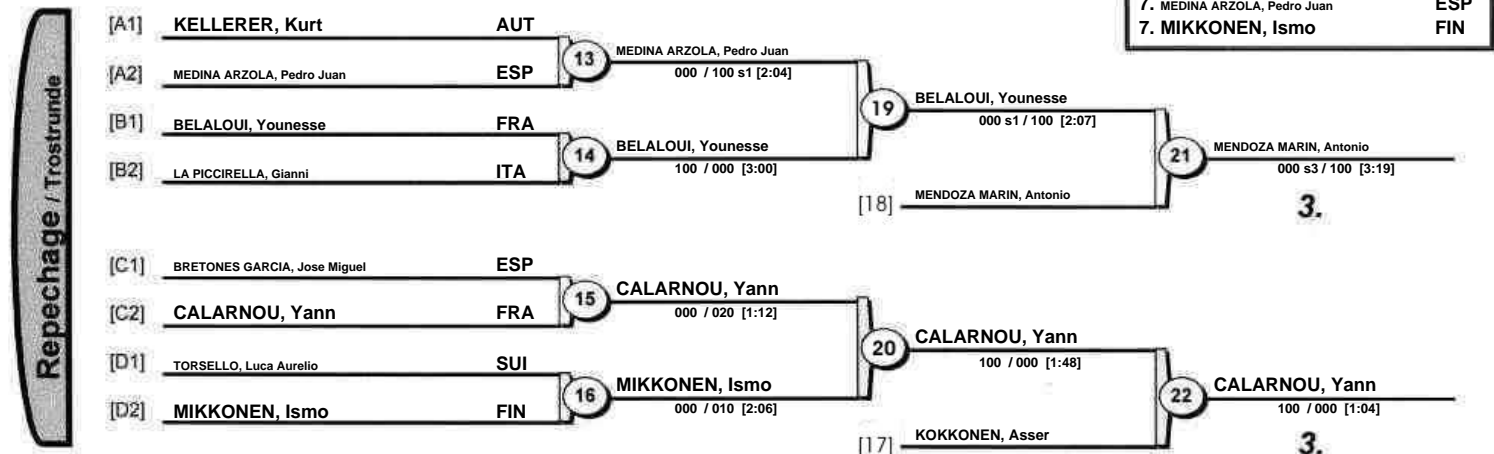 7. MEDINA ARZOLA, Pedro Juan ESP
7. MIKKONEN, Ismo FIN
Repechage / Trostrunde
[A1] KELLERER, Kurt AUT
[A2] MEDINA ARZOLA, Pedro Juan ESP
13
MEDINA ARZOLA, Pedro Juan
000 / 100 s1 [2:04]
[B1] BELALOUI, Younesse FRA
[B2] LA PICCIRELLA, Gianni ITA
14
BELALOUI, Younesse
100 / 000 [3:00]
19
BELALOUI, Younesse
000 s1 / 100 [2:07]
[18] MENDOZA MARIN, Antonio
21
MENDOZA MARIN, Antonio
000 s3 / 100 [3:19]
3.
[C1] BRETONES GARCIA, Jose Miguel ESP
[C2] CALARNOU, Yann FRA
15
CALARNOU, Yann
000 / 020 [1:12]
[D1] TORSELLO, Luca Aurelio SUI
[D2] MIKKONEN, Ismo FIN
16
MIKKONEN, Ismo
000 / 010 [2:06]
20
CALARNOU, Yann
100 / 000 [1:48]
[17] KOKKONEN, Asser
22
CALARNOU, Yann
100 / 000 [1:04]
3.